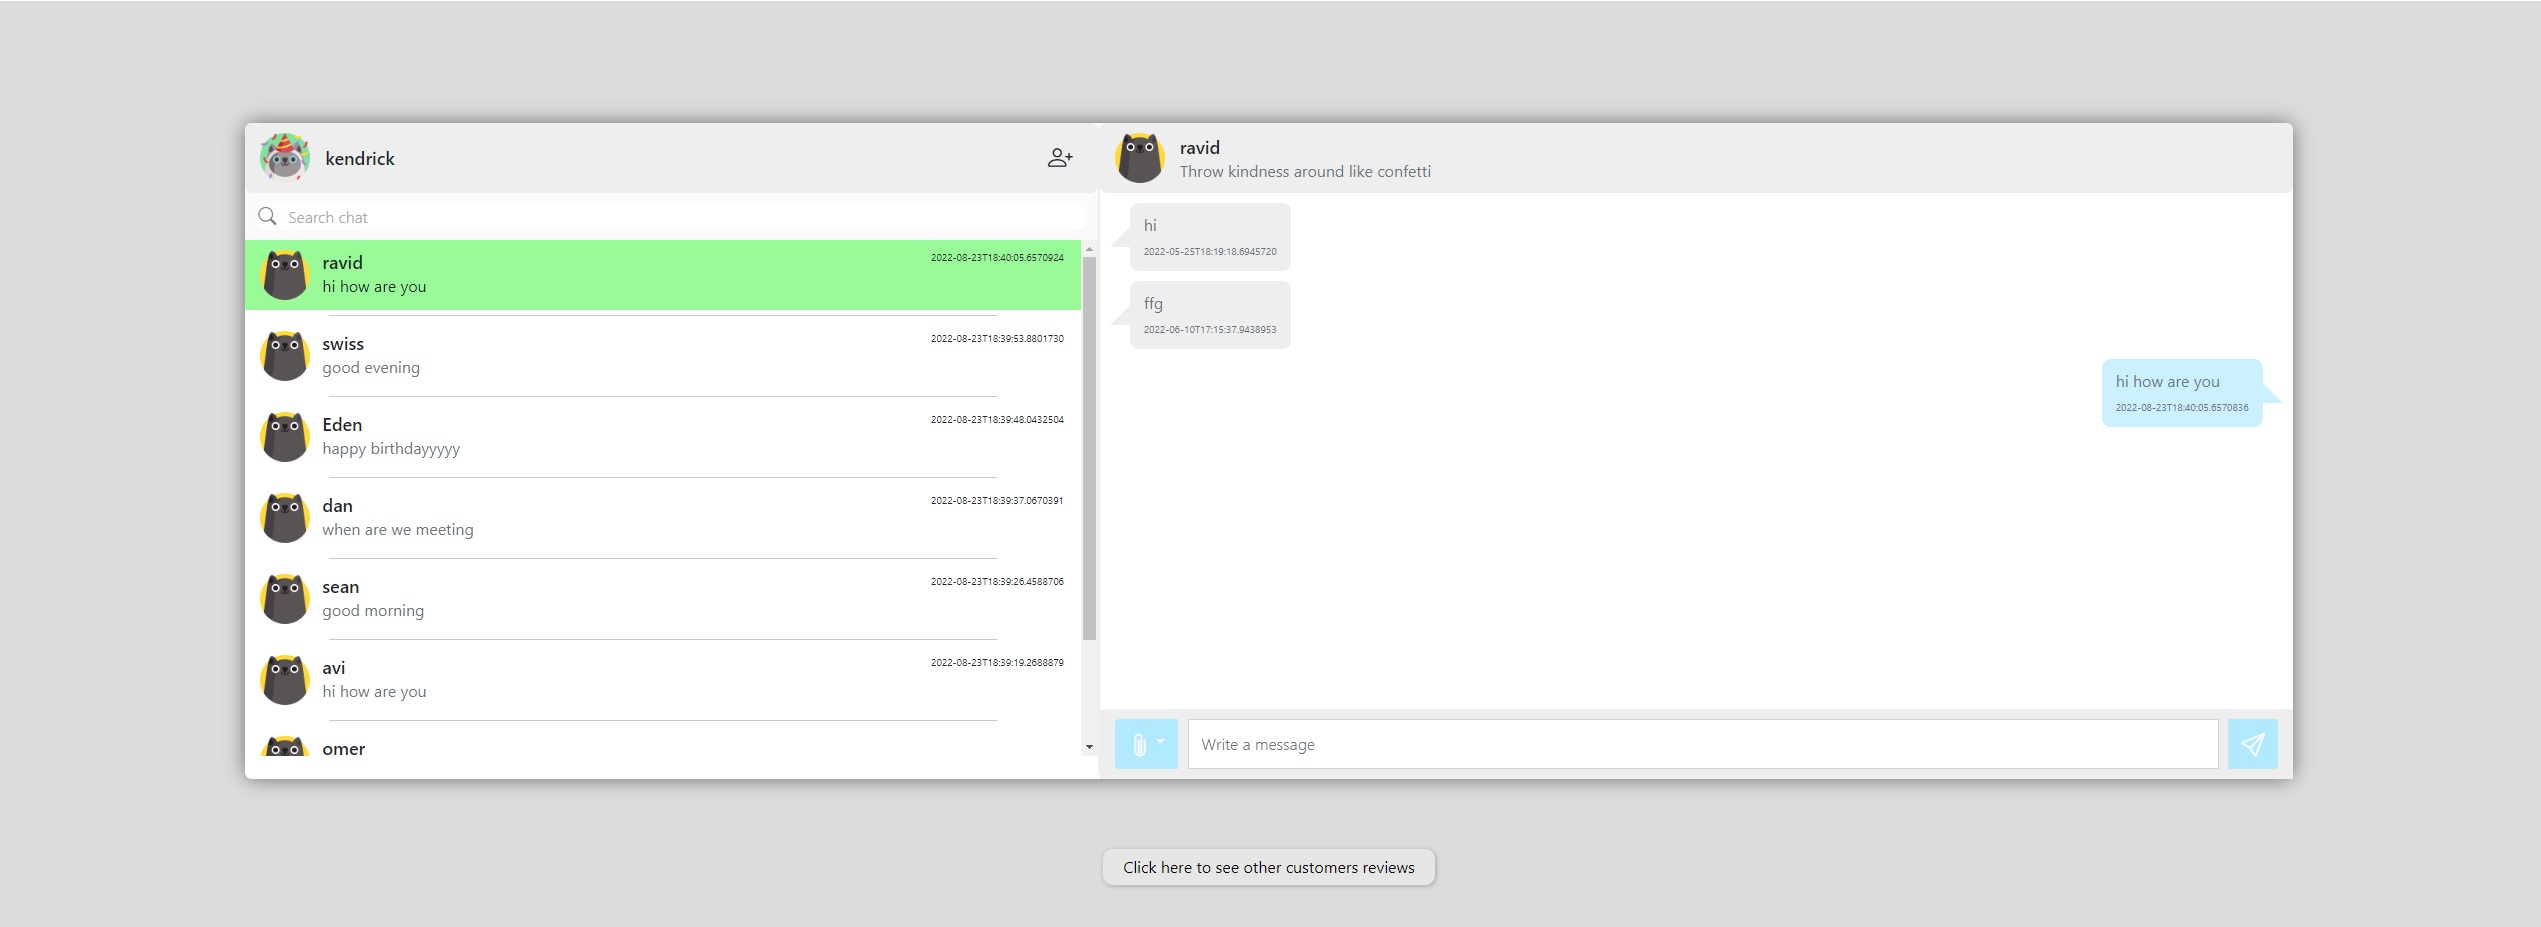 kendrick
Search chat
ravid
2022-08-23T18:40:05.6570924
hi how are you
swiss
2022-08-23T18:39:53.8801730
good evening
Eden
2022-08-23T18:39:48.0432504
happy birthdayyyyy
dan
2022-08-23T18:39:37.0670391
when are we meeting
sean
2022-08-23T18:39:26.4588706
good morning
avi
2022-08-23T18:39:19.2688879
hi how are you
omer
ravid
Throw kindness around like confetti
hi
2022-05-25T18:19:18.6945720
ffg
2022-06-10T17:15:37.9438953
hi how are you
2022-08-23T18:40:05.6570836
Write a message
Click here to see other customers reviews